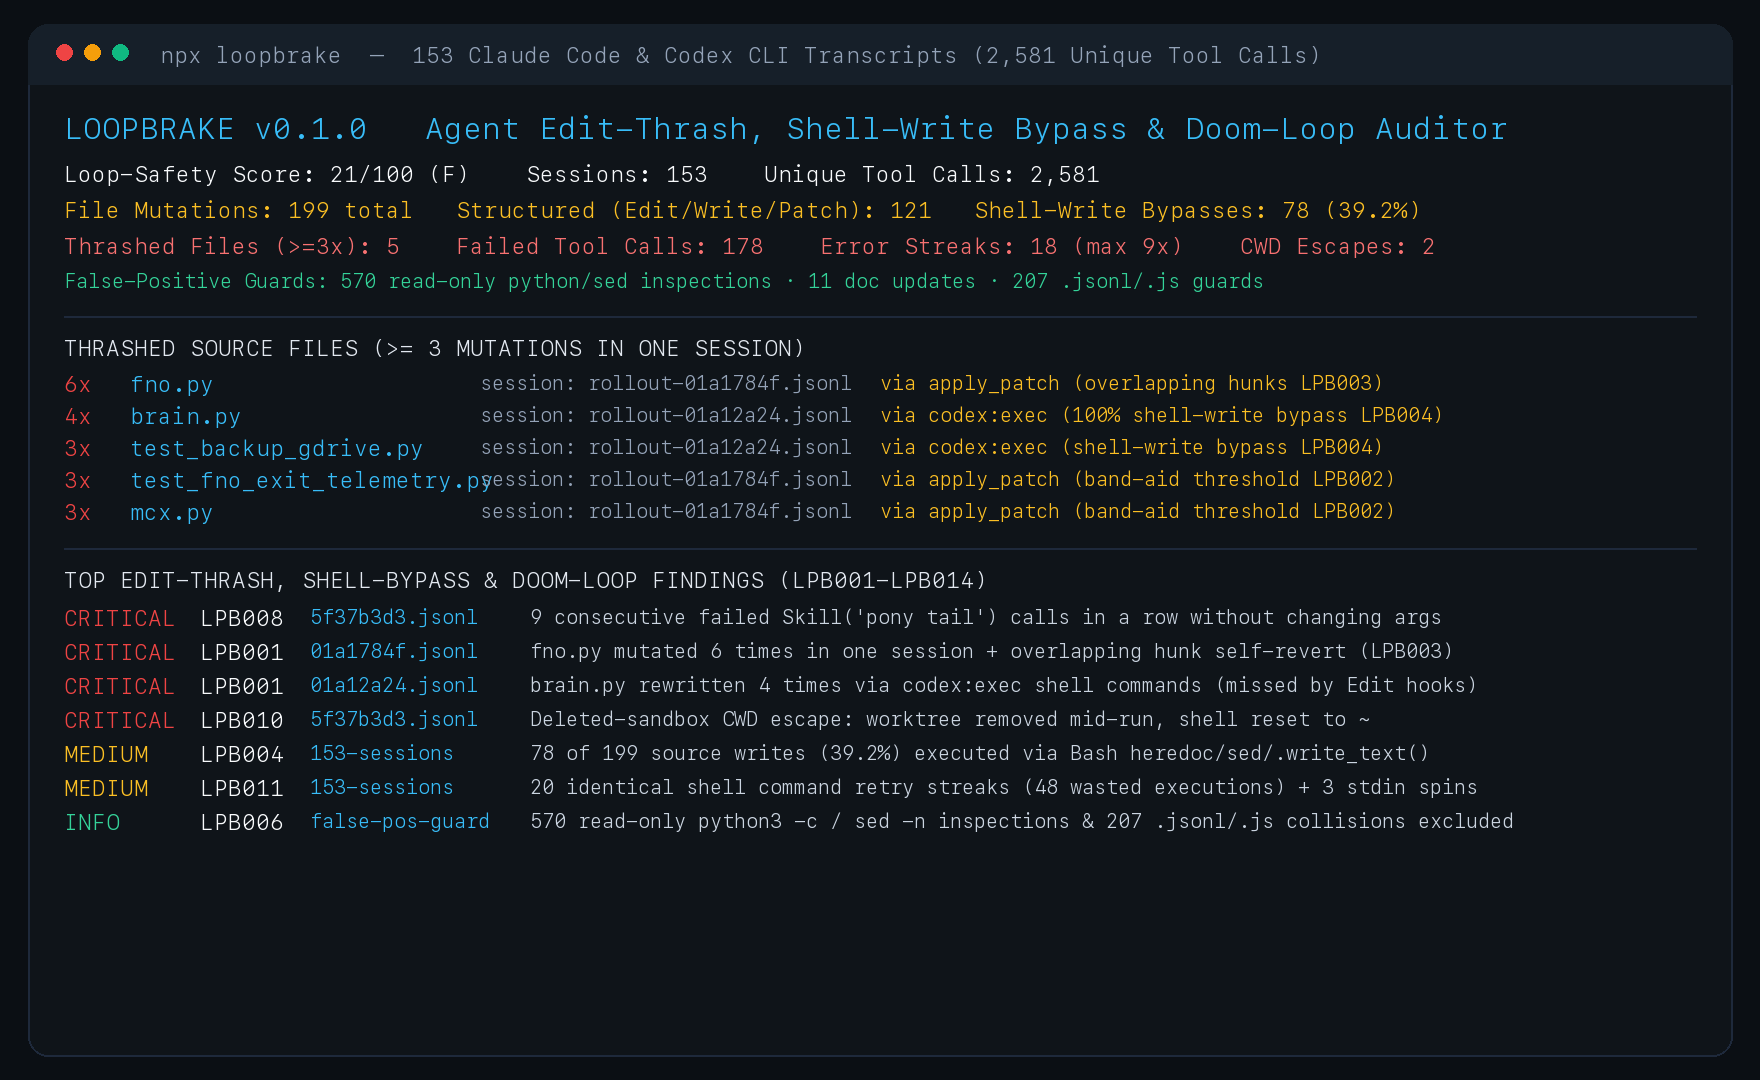 npx loopbrake — 153 Claude Code & Codex CLI Transcripts (2,581 Unique Tool Calls)
LOOPBRAKE v0.1.0 Agent Edit-Thrash, Shell-Write Bypass & Doom-Loop Auditor
Loop-Safety Score: 21/100 (F) Sessions: 153 Unique Tool Calls: 2,581
File Mutations: 199 total Structured (Edit/Write/Patch): 121 Shell-Write Bypasses: 78 (39.2%)
Thrashed Files (>=3x): 5 Failed Tool Calls: 178 Error Streaks: 18 (max 9x) CWD Escapes: 2
False-Positive Guards: 570 read-only python/sed inspections · 11 doc updates · 207 .jsonl/.js guards
THRASHED SOURCE FILES (>= 3 MUTATIONS IN ONE SESSION)
6x fno.py session: rollout-01a1784f.jsonl via apply_patch (overlapping hunks LPB003)
4x brain.py session: rollout-01a12a24.jsonl via codex:exec (100% shell-write bypass LPB004)
3x test_backup_gdrive.py session: rollout-01a12a24.jsonl via codex:exec (shell-write bypass LPB004)
3x test_fno_exit_telemetry.py session: rollout-01a1784f.jsonl via apply_patch (band-aid threshold LPB002)
3x mcx.py session: rollout-01a1784f.jsonl via apply_patch (band-aid threshold LPB002)
TOP EDIT-THRASH, SHELL-BYPASS & DOOM-LOOP FINDINGS (LPB001-LPB014)
CRITICAL LPB008 5f37b3d3.jsonl 9 consecutive failed Skill('pony tail') calls in a row without changing args
CRITICAL LPB001 01a1784f.jsonl fno.py mutated 6 times in one session + overlapping hunk self-revert (LPB003)
CRITICAL LPB001 01a12a24.jsonl brain.py rewritten 4 times via codex:exec shell commands (missed by Edit hooks)
CRITICAL LPB010 5f37b3d3.jsonl Deleted-sandbox CWD escape: worktree removed mid-run, shell reset to ~
MEDIUM LPB004 153-sessions 78 of 199 source writes (39.2%) executed via Bash heredoc/sed/.write_text()
MEDIUM LPB011 153-sessions 20 identical shell command retry streaks (48 wasted executions) + 3 stdin spins
INFO LPB006 false-pos-guard 570 read-only python3 -c / sed -n inspections & 207 .jsonl/.js collisions excluded